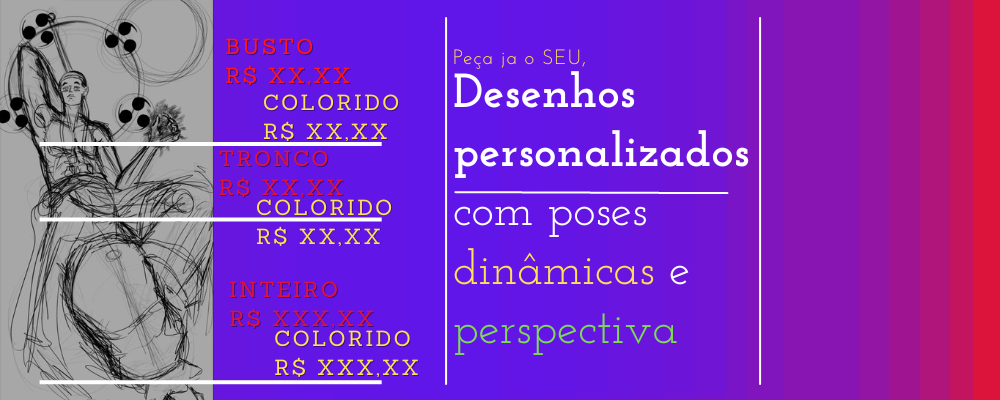 BUSTO
R$ XX,XX
COLORIDO
R$ XX,XX
TRONCO
R$ XX,XX
COLORIDO
R$ XX,XX
INTEIRO
R$ XXX,XX
COLORIDO
R$ XXX,XX
Peça ja o SEU,
Desenhos
personalizados
com poses
dinâmicas e
perspectiva